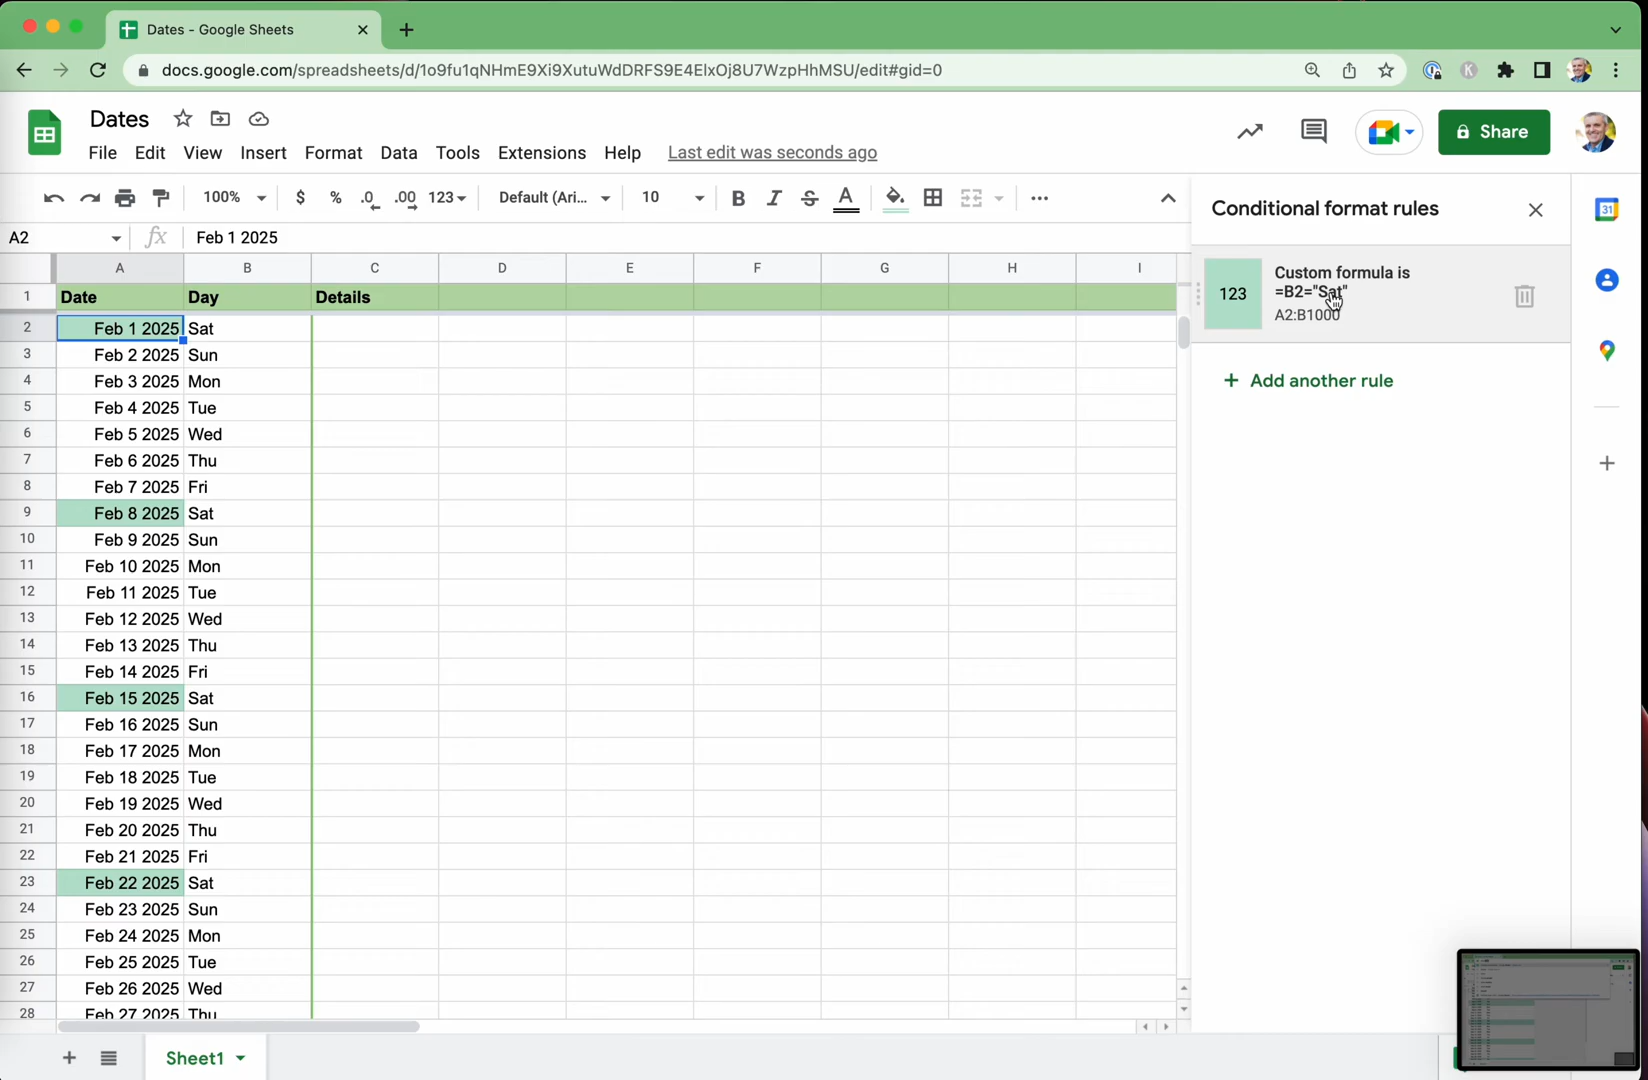 Dates - Google Sheets
docs.google.com/spreadsheets/d/1o9fu1qNHmE9Xi9XutuWdDRFS9E4ElxOj8U7WzpHhMSU/edit#gid=0
K
Dates
File Edit View Insert Format Data Tools Extensions Help Last edit was seconds ago
Share
100% $ % .0 .00 123 Default (Ari... 10 B I S A
Conditional format rules
31
A2 fx Feb 1 2025
A B C D E F G H I
1 Date Day Details
2 Feb 1 2025 Sat
3 Feb 2 2025 Sun
4 Feb 3 2025 Mon
5 Feb 4 2025 Tue
6 Feb 5 2025 Wed
7 Feb 6 2025 Thu
8 Feb 7 2025 Fri
9 Feb 8 2025 Sat
10 Feb 9 2025 Sun
11 Feb 10 2025 Mon
12 Feb 11 2025 Tue
13 Feb 12 2025 Wed
14 Feb 13 2025 Thu
15 Feb 14 2025 Fri
16 Feb 15 2025 Sat
17 Feb 16 2025 Sun
18 Feb 17 2025 Mon
19 Feb 18 2025 Tue
20 Feb 19 2025 Wed
21 Feb 20 2025 Thu
22 Feb 21 2025 Fri
23 Feb 22 2025 Sat
24 Feb 23 2025 Sun
25 Feb 24 2025 Mon
26 Feb 25 2025 Tue
27 Feb 26 2025 Wed
28 Feb 27 2025 Thu
123
Custom formula is
=B2="Sat"
A2:B1000
Add another rule
Sheet1